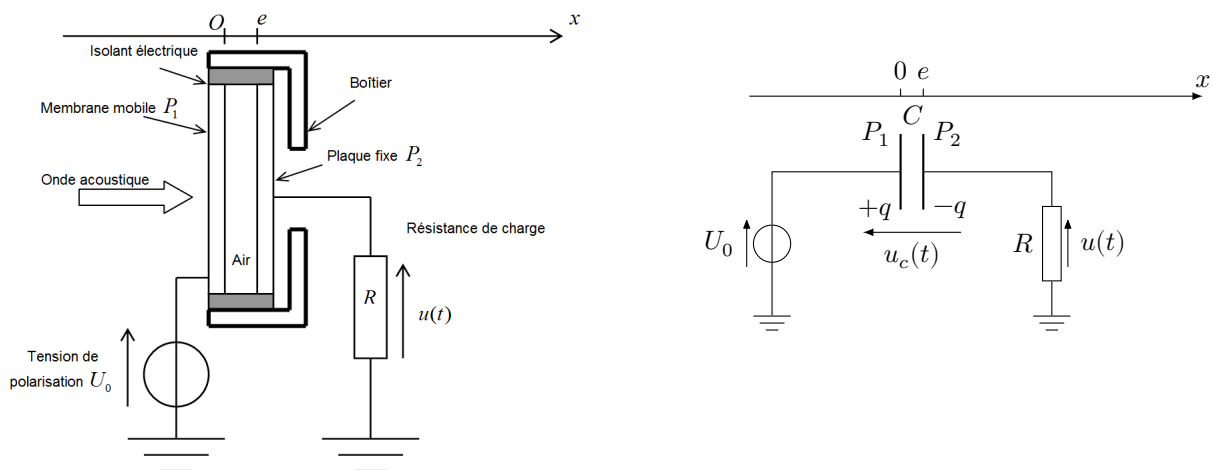 O e x
Isolant électrique
Boîtier
Membrane mobile P₁
Plaque fixe P₂
Onde acoustique
Résistance de charge
Air
R
u(t)
Tension de
polarisation U₀
0 e
x
C
P₁ P₂
+q −q
U₀
u_c(t)
R
u(t)